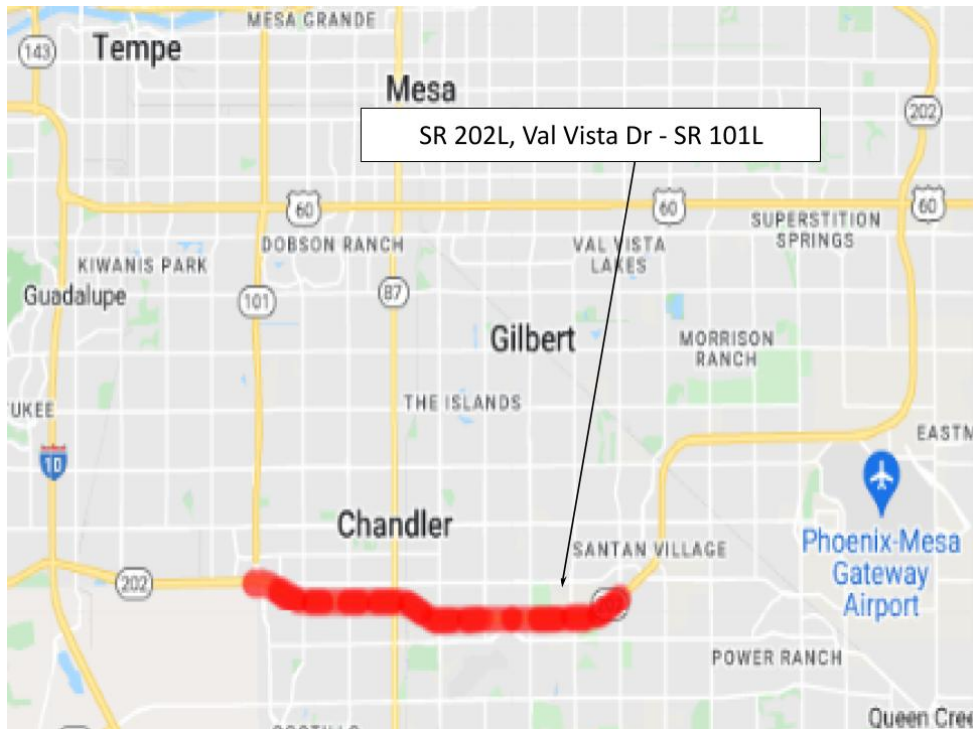 MESA GRANDE
143
Tempe
Mesa
202
SR 202L, Val Vista Dr - SR 101L
60
60
60
SUPERSTITION
SPRINGS
DOBSON RANCH
VAL VISTA
LAKES
KIWANIS PARK
Guadalupe
101
87
Gilbert
MORRISON
RANCH
THE ISLANDS
UKEE
EASTM
10
Chandler
SANTAN VILLAGE
Phoenix-Mesa
Gateway
Airport
202
POWER RANCH
Queen Cree